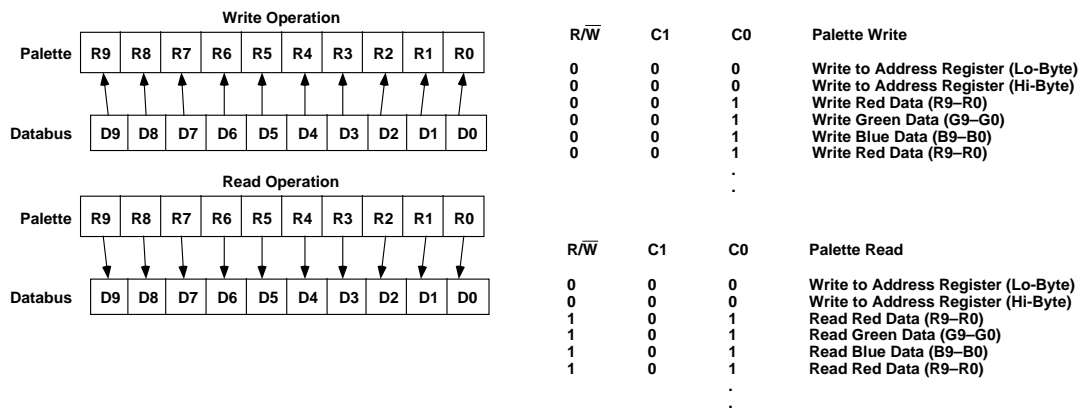 Write Operation
Palette R9 R8 R7 R6 R5 R4 R3 R2 R1 R0
Databus D9 D8 D7 D6 D5 D4 D3 D2 D1 D0
Read Operation
Palette R9 R8 R7 R6 R5 R4 R3 R2 R1 R0
Databus D9 D8 D7 D6 D5 D4 D3 D2 D1 D0
R/W̅ C1 C0 Palette Write
0 0 0 Write to Address Register (Lo-Byte)
0 0 0 Write to Address Register (Hi-Byte)
0 0 1 Write Red Data (R9–R0)
0 0 1 Write Green Data (G9–G0)
0 0 1 Write Blue Data (B9–B0)
0 0 1 Write Red Data (R9–R0)
.
.
R/W̅ C1 C0 Palette Read
0 0 0 Write to Address Register (Lo-Byte)
0 0 0 Write to Address Register (Hi-Byte)
1 0 1 Read Red Data (R9–R0)
1 0 1 Read Green Data (G9–G0)
1 0 1 Read Blue Data (B9–B0)
1 0 1 Read Red Data (R9–R0)
.
.